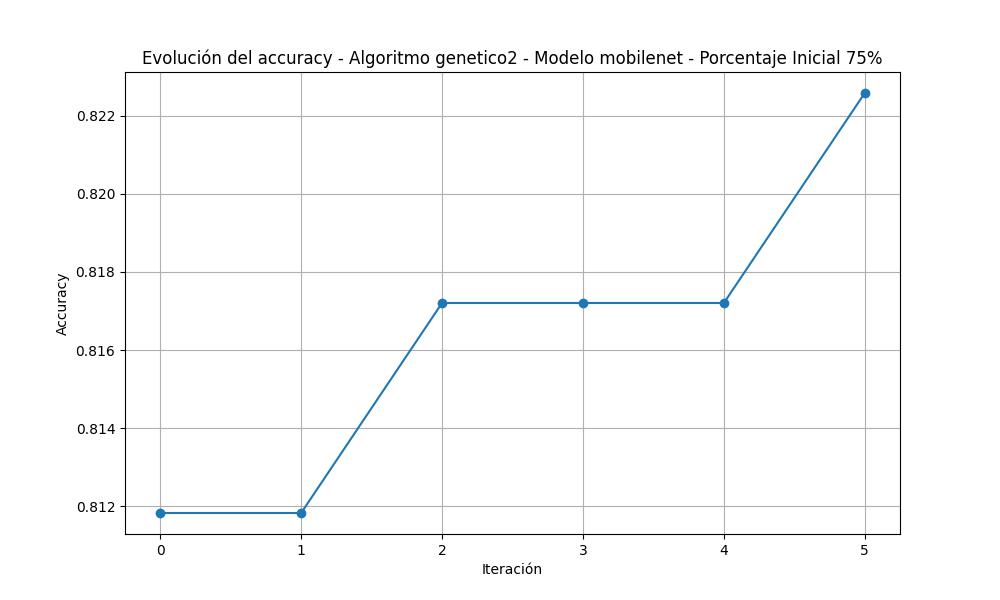 Evolución del accuracy - Algoritmo genetico2 - Modelo mobilenet - Porcentaje Inicial 75%
0.822
0.820
0.818
0.816
0.814
0.812
Accuracy
0 1 2 3 4 5
Iteración